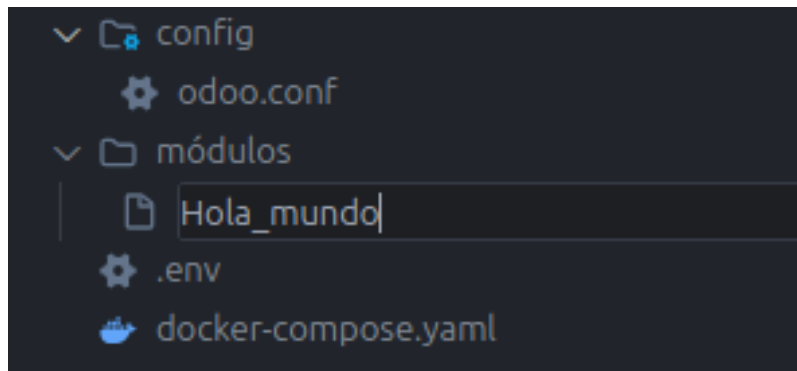 config
odoo.conf
módulos
Hola_mundo
.env
docker-compose.yaml